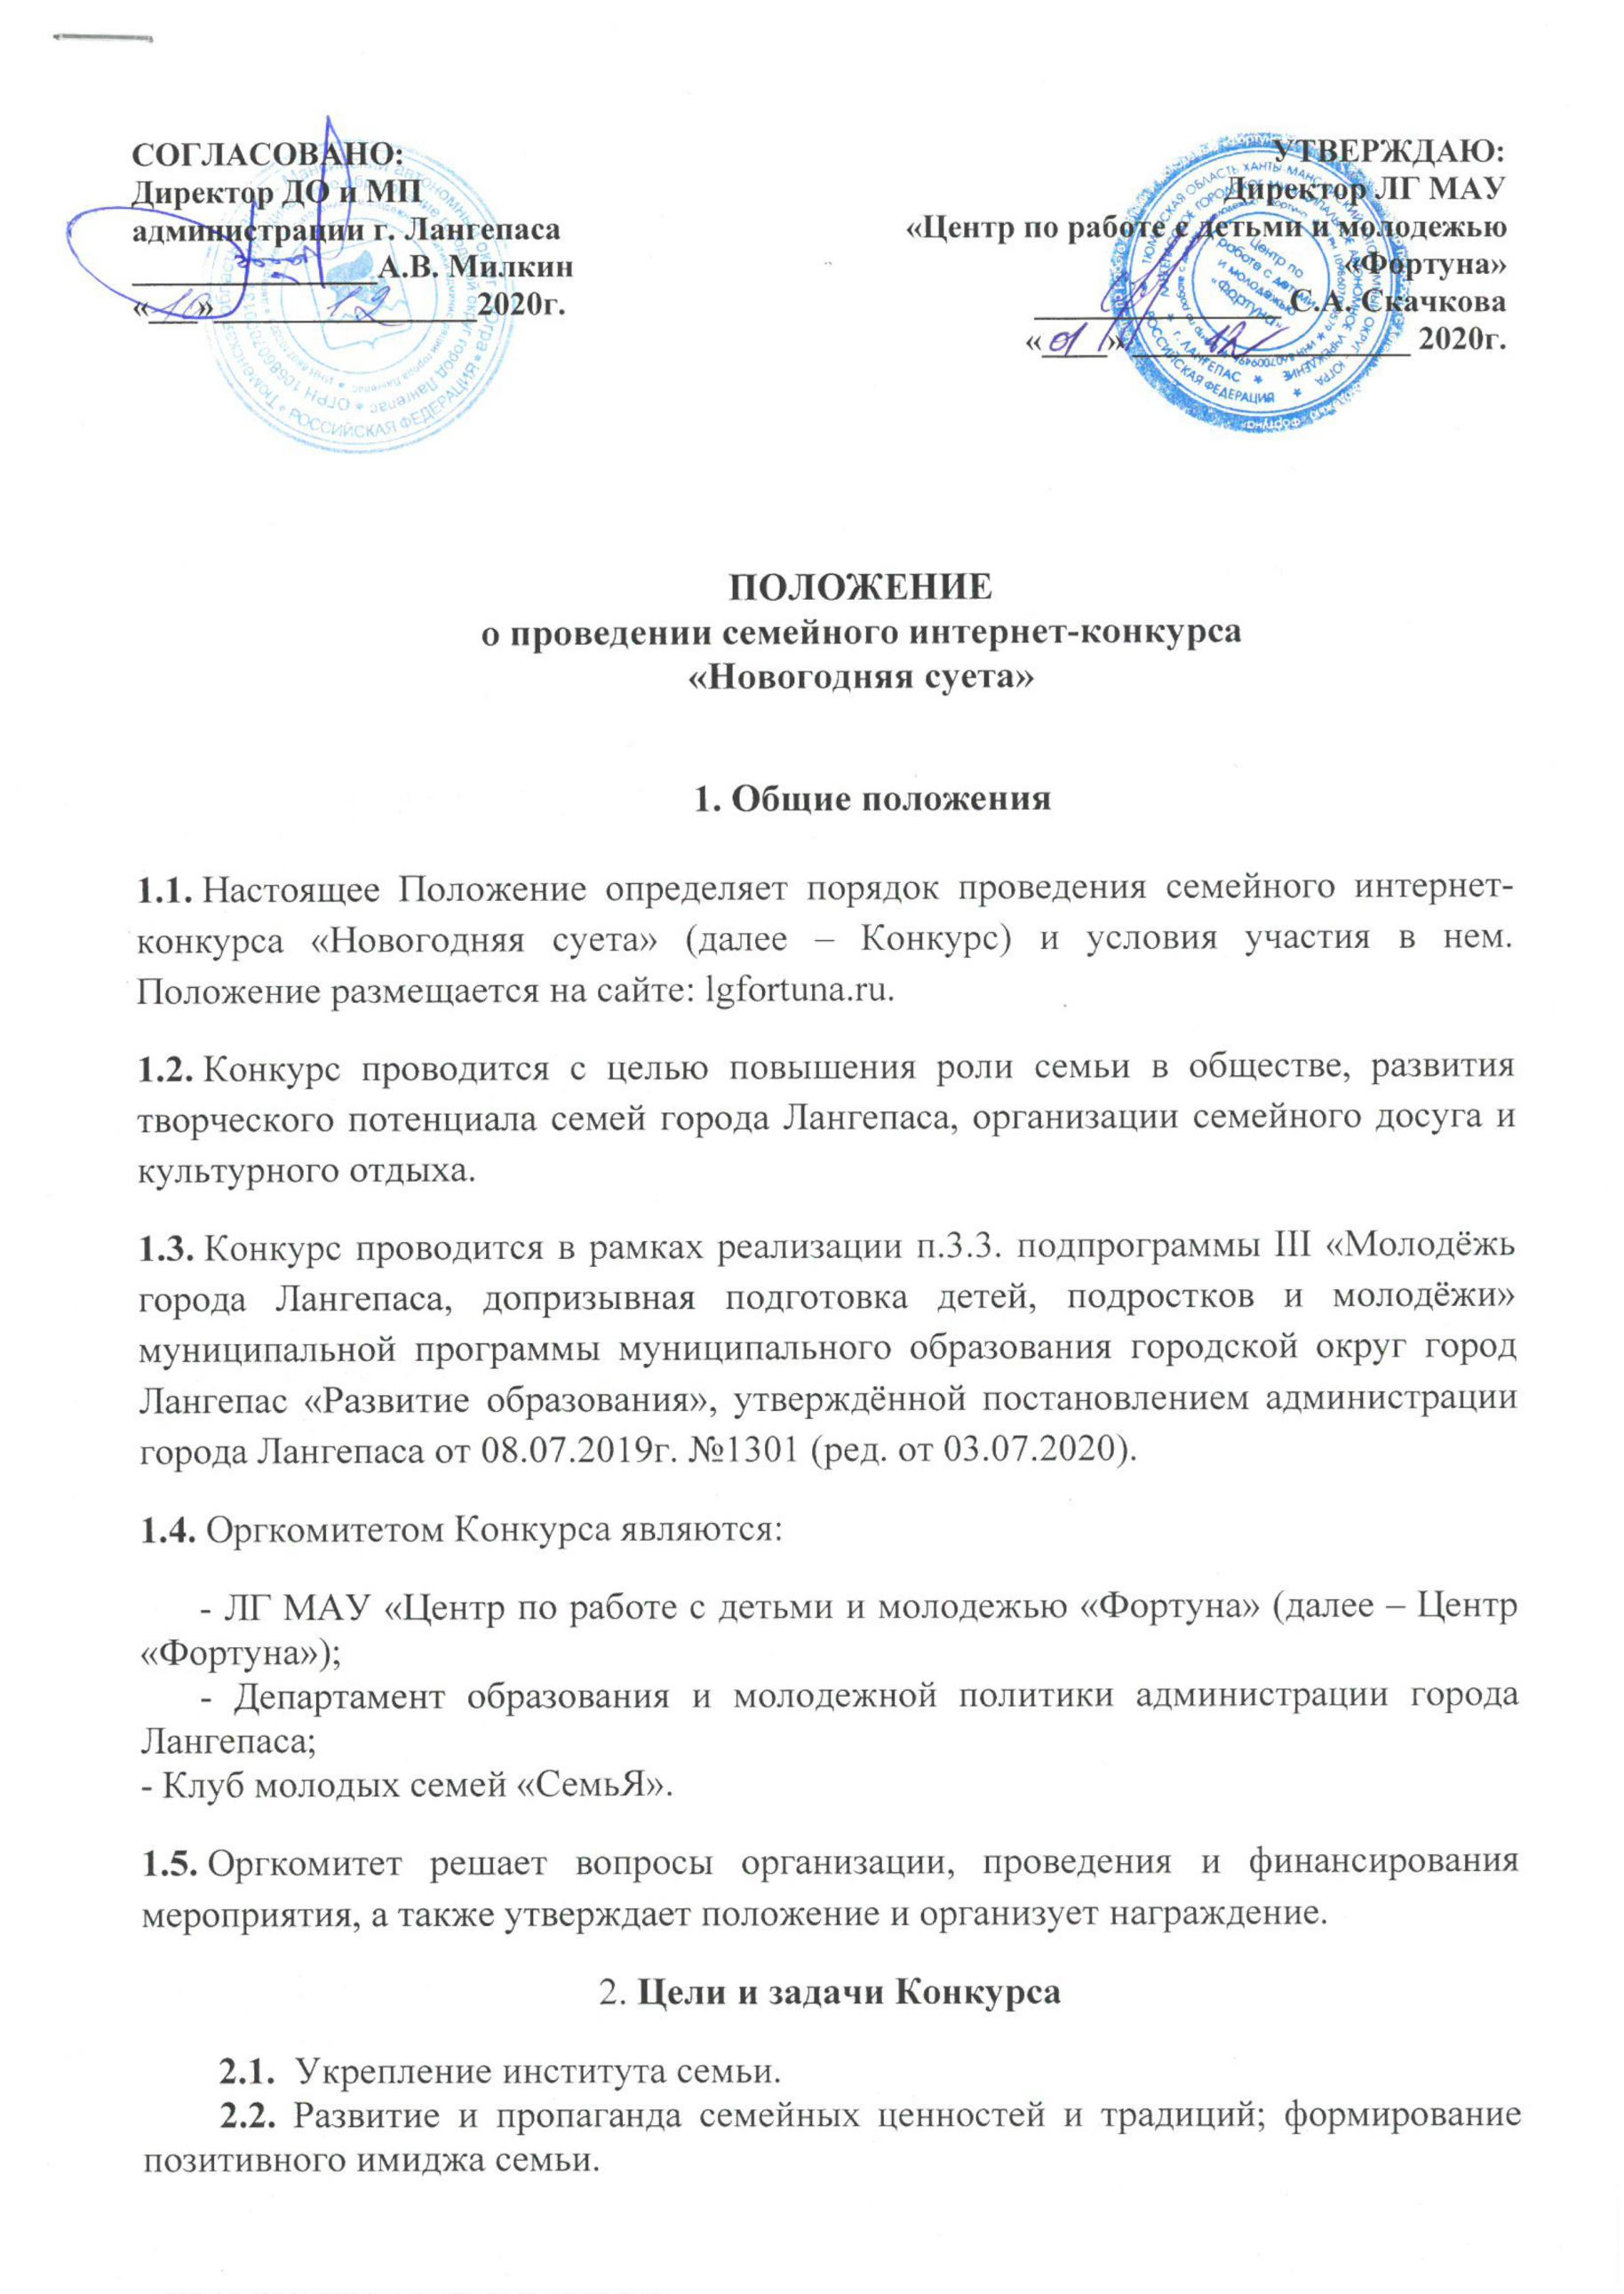 СОГЛАСОВАНО:
Директор ДО и МП
администрации г. Лангепаса
_______________А.В. Милкин
«10» 12 2020г.
УТВЕРЖДАЮ:
Директор ЛГ МАУ
«Центр по работе с детьми и молодежью
«Фортуна»
_______________ С.А. Скачкова
«01» 12 2020г.
ПОЛОЖЕНИЕ
о проведении семейного интернет-конкурса
«Новогодняя суета»
1. Общие положения
1.1. Настоящее Положение определяет порядок проведения семейного интернет-
конкурса «Новогодняя суета» (далее – Конкурс) и условия участия в нем.
Положение размещается на сайте: lgfortuna.ru.
1.2. Конкурс проводится с целью повышения роли семьи в обществе, развития
творческого потенциала семей города Лангепаса, организации семейного досуга и
культурного отдыха.
1.3. Конкурс проводится в рамках реализации п.3.3. подпрограммы III «Молодёжь
города Лангепаса, допризывная подготовка детей, подростков и молодёжи»
муниципальной программы муниципального образования городской округ город
Лангепас «Развитие образования», утверждённой постановлением администрации
города Лангепаса от 08.07.2019г. №1301 (ред. от 03.07.2020).
1.4. Оргкомитетом Конкурса являются:
- ЛГ МАУ «Центр по работе с детьми и молодежью «Фортуна» (далее – Центр
«Фортуна»);
- Департамент образования и молодежной политики администрации города
Лангепаса;
- Клуб молодых семей «СемьЯ».
1.5. Оргкомитет решает вопросы организации, проведения и финансирования
мероприятия, а также утверждает положение и организует награждение.
2. Цели и задачи Конкурса
2.1. Укрепление института семьи.
2.2. Развитие и пропаганда семейных ценностей и традиций; формирование
позитивного имиджа семьи.